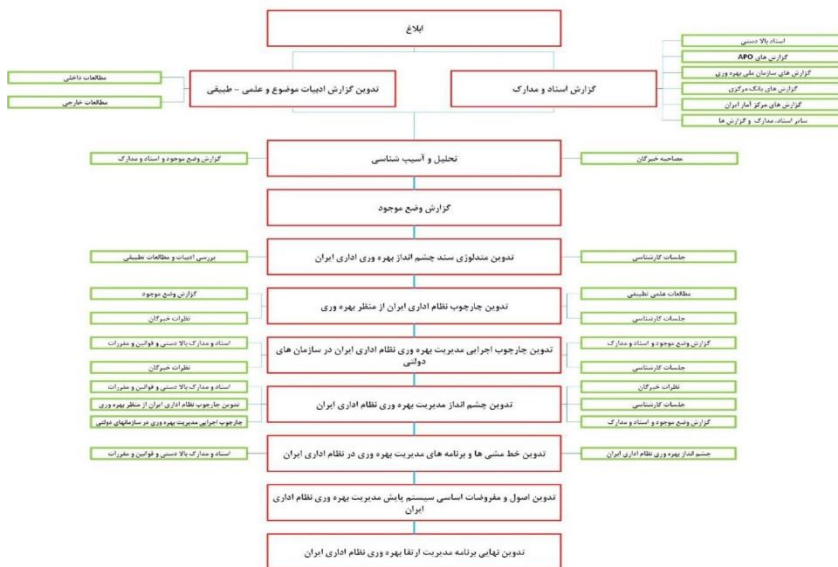 ابلاغ
اسناد بالا دستی
گزارش های APO
گزارش های سازمان ملی بهره وری
گزارش های بانک مرکزی
گزارش های مرکز آمار ایران
سایر اسناد، مدارک و گزارش ها
گزارش اسناد و مدارک
تدوین گزارش ادبیات موضوع و علمی - طبیقی
مطالعات داخلی
مطالعات خارجی
مصاحبه خبرگان
تحلیل و آسیب شناسی
گزارش وضع موجود و اسناد و مدارک
گزارش وضع موجود
جلسات کارشناسی
تدوین متدلوژی سند چشم انداز بهره وری اداری ایران
بررسی ادبیات و مطالعات تطبیقی
مطالعات علمی تطبیقی
جلسات کارشناسی
تدوین چارچوب نظام اداری ایران از منظر بهره وری
گزارش وضع موجود
نظرات خبرگان
گزارش وضع موجود و اسناد و مدارک
جلسات کارشناسی
تدوین چارچوب اجرایی مدیریت بهره وری نظام اداری ایران در سازمان های
دولتی
اسناد و مدارک بالا دستی و قوانین و مقررات
نظرات خبرگان
نظرات خبرگان
جلسات کارشناسی
گزارش وضع موجود و اسناد و مدارک
تدوین چشم انداز مدیریت بهره وری نظام اداری ایران
اسناد و مدارک بالا دستی و قوانین و مقررات
تدوین چارچوب نظام اداری ایران از منظر بهره وری
چارچوب اجرایی مدیریت بهره وری در سازمانهای دولتی
چشم انداز بهره وری نظام اداری ایران
تدوین خط مشی ها و برنامه های مدیریت بهره وری در نظام اداری ایران
اسناد و مدارک بالا دستی و قوانین و مقررات
تدوین اصول و مفروضات اساسی سیستم پایش مدیریت بهره وری نظام اداری
ایران
تدوین نهایی برنامه مدیریت ارتقا بهره وری نظام اداری ایران